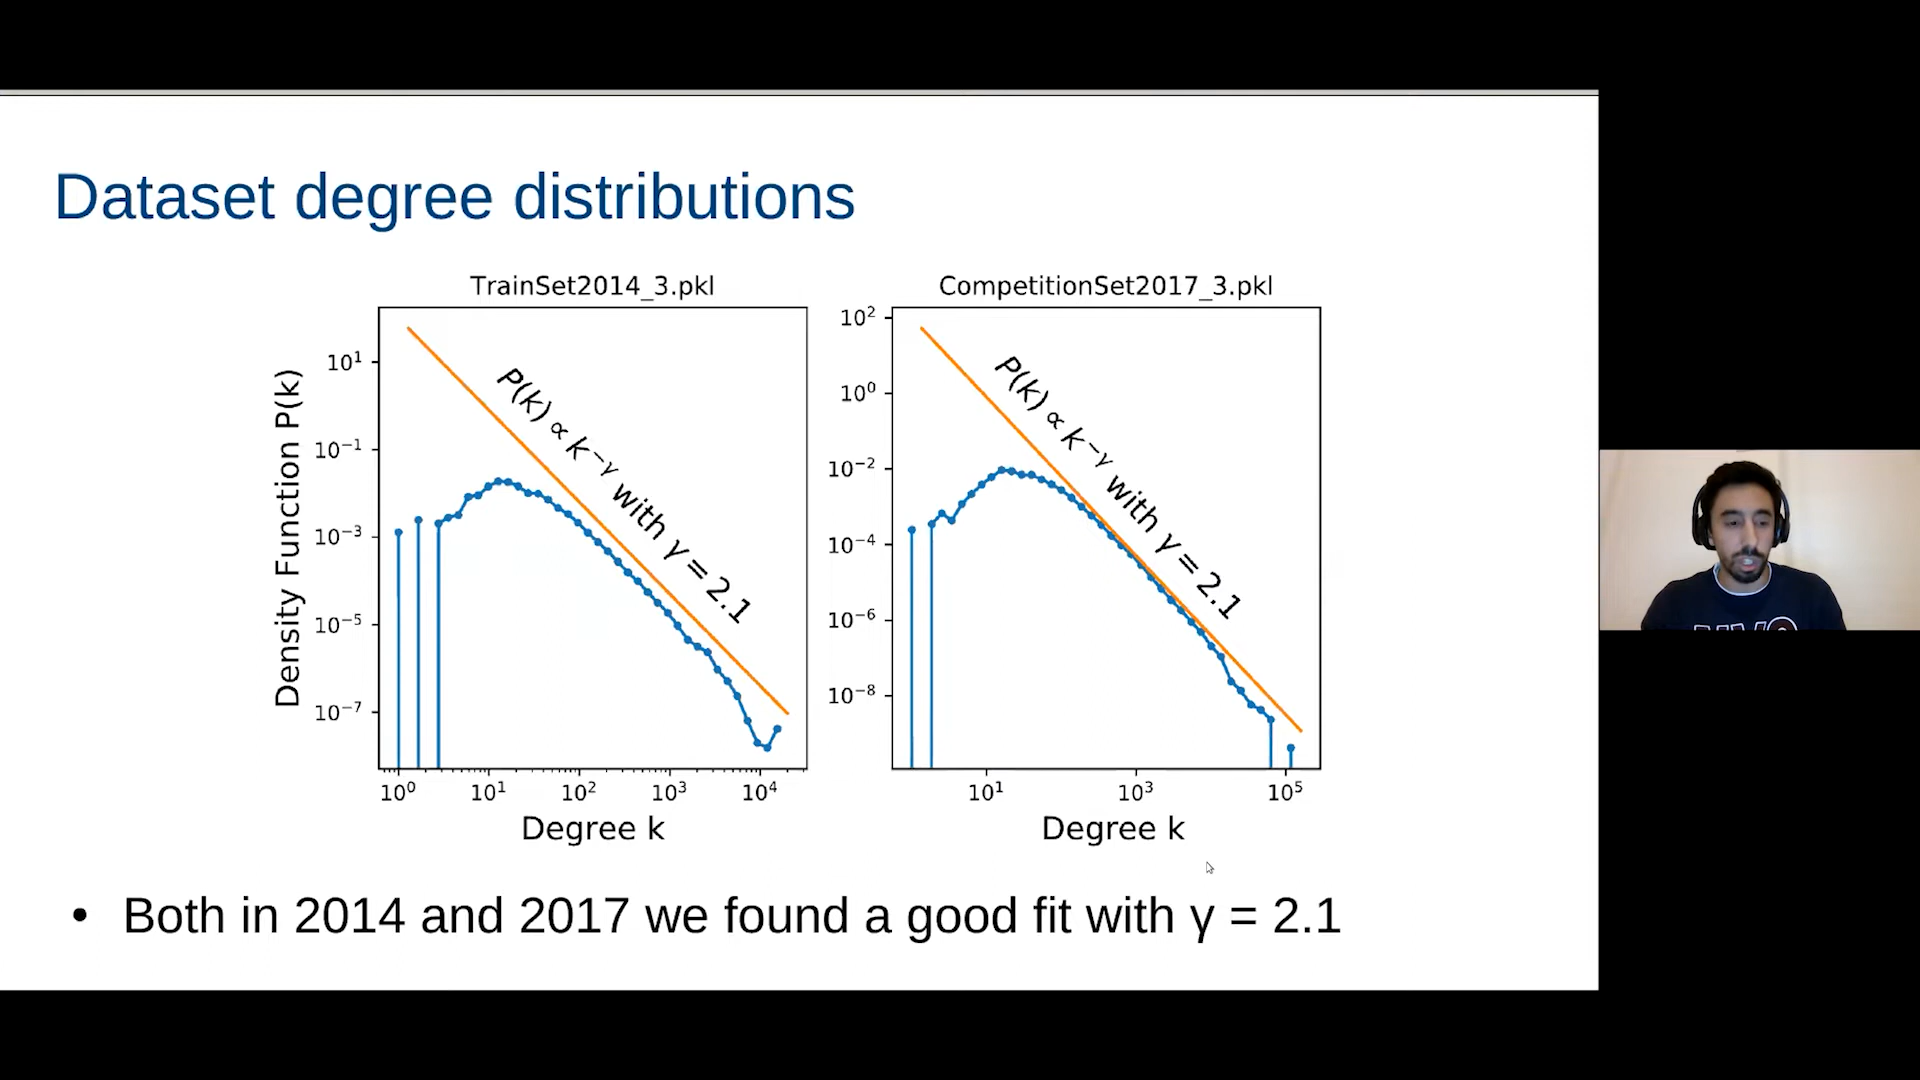 Dataset degree distributions
TrainSet2014_3.pkl
Density Function P(k)
10¹
10⁻¹
10⁻³
10⁻⁵
10⁻⁷
P(k) ∝ k⁻ᵞ with γ = 2.1
10⁰ 10¹ 10² 10³ 10⁴
Degree k
CompetitionSet2017_3.pkl
10²
10⁰
10⁻²
10⁻⁴
10⁻⁶
10⁻⁸
P(k) ∝ k⁻ᵞ with γ = 2.1
10¹ 10³ 10⁵
Degree k
• Both in 2014 and 2017 we found a good fit with γ = 2.1